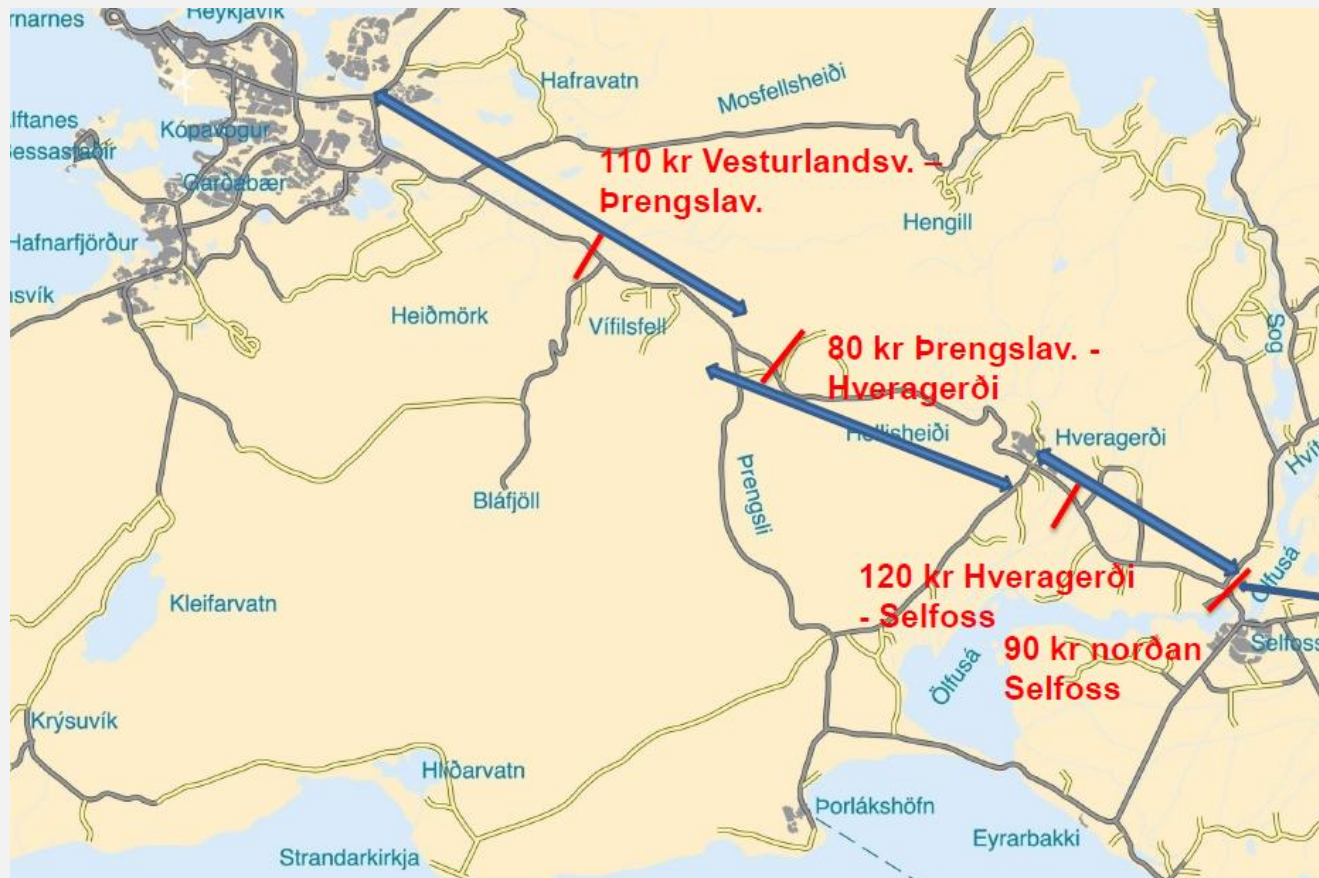 Reykjavík
rnarnes
Hafravatn
Mosfellsheiði
lftanes
Kópavogur
Bessastaðir
110 kr Vesturlandsv. –
Þrengslav.
Garðabær
Hengill
Hafnarfjörður
nsvík
Heiðmörk
Vífilsfell
Sog
80 kr Þrengslav. -
Hveragerði
Hellisheiði
Hveragerði
Hvít
Þrengsli
Bláfjöll
120 kr Hveragerði
- Selfoss
Ölfusá
Kleifarvatn
90 kr norðan
Selfoss
Selfoss
Ölfusá
Krýsuvík
Hlíðarvatn
Þorlákshöfn
Eyrarbakki
Strandarkirkja